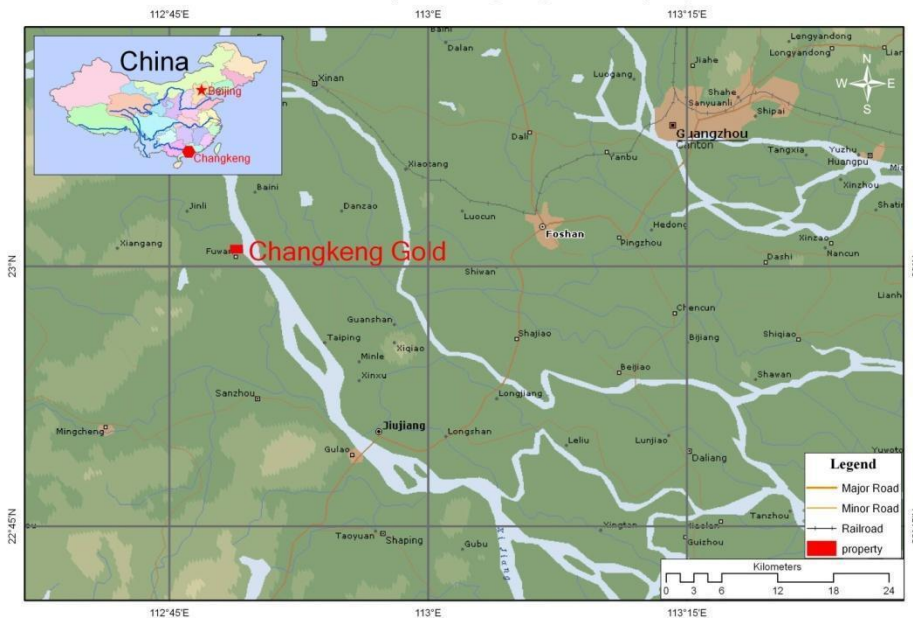 112°45'E
113°E
113°15'E
China
Beijing
Changkeng
Baini
Dalan
Lengyandong
Longyandong
Lian
Xinan
Luogang
Jiahe
N
W
E
S
Shahe
Sanyuanli
Shipai
Guangzhou
Canton
Dali
Yanbu
Tangxia
Yuzhu
Huangpu
Xiaotang
Xinzhou
Baini
Jinli
Danzao
Luocun
Shatin
Xiangang
Foshan
Hedong
Pingzhou
Xinzao
Nancun
Fuwan
Changkeng Gold
Dashi
23°N
Shiwan
Lianh
Guanshan
Chencun
Taiping
Xiqiao
Shajiao
Bijiang
Shiqiao
Minle
Xinxu
Beijiao
Shawan
Sanzhou
Longjiang
Mingcheng
Jiujiang
Longshan
Leliu
Lunjiao
Gulao
Daliang
Legend
Major Road
Minor Road
Railroad
property
Tanzhou
22°45'N
Taoyuan
Shaping
Gubu
Xijiang
Guizhou
Kilometers
0 3 6 12 18 24
112°45'E
113°E
113°15'E